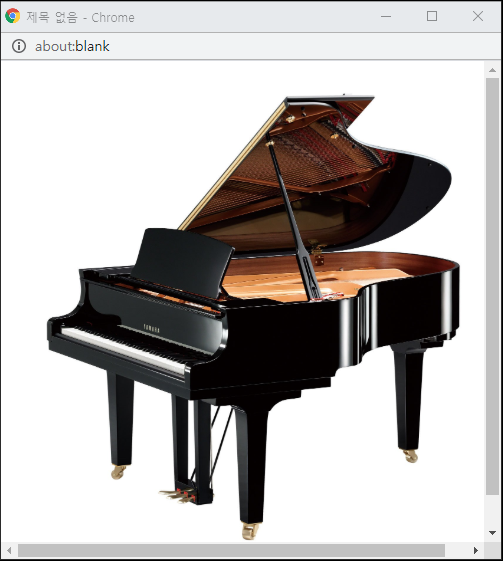 제목 없음 - Chrome
about:blank
YAMAHA